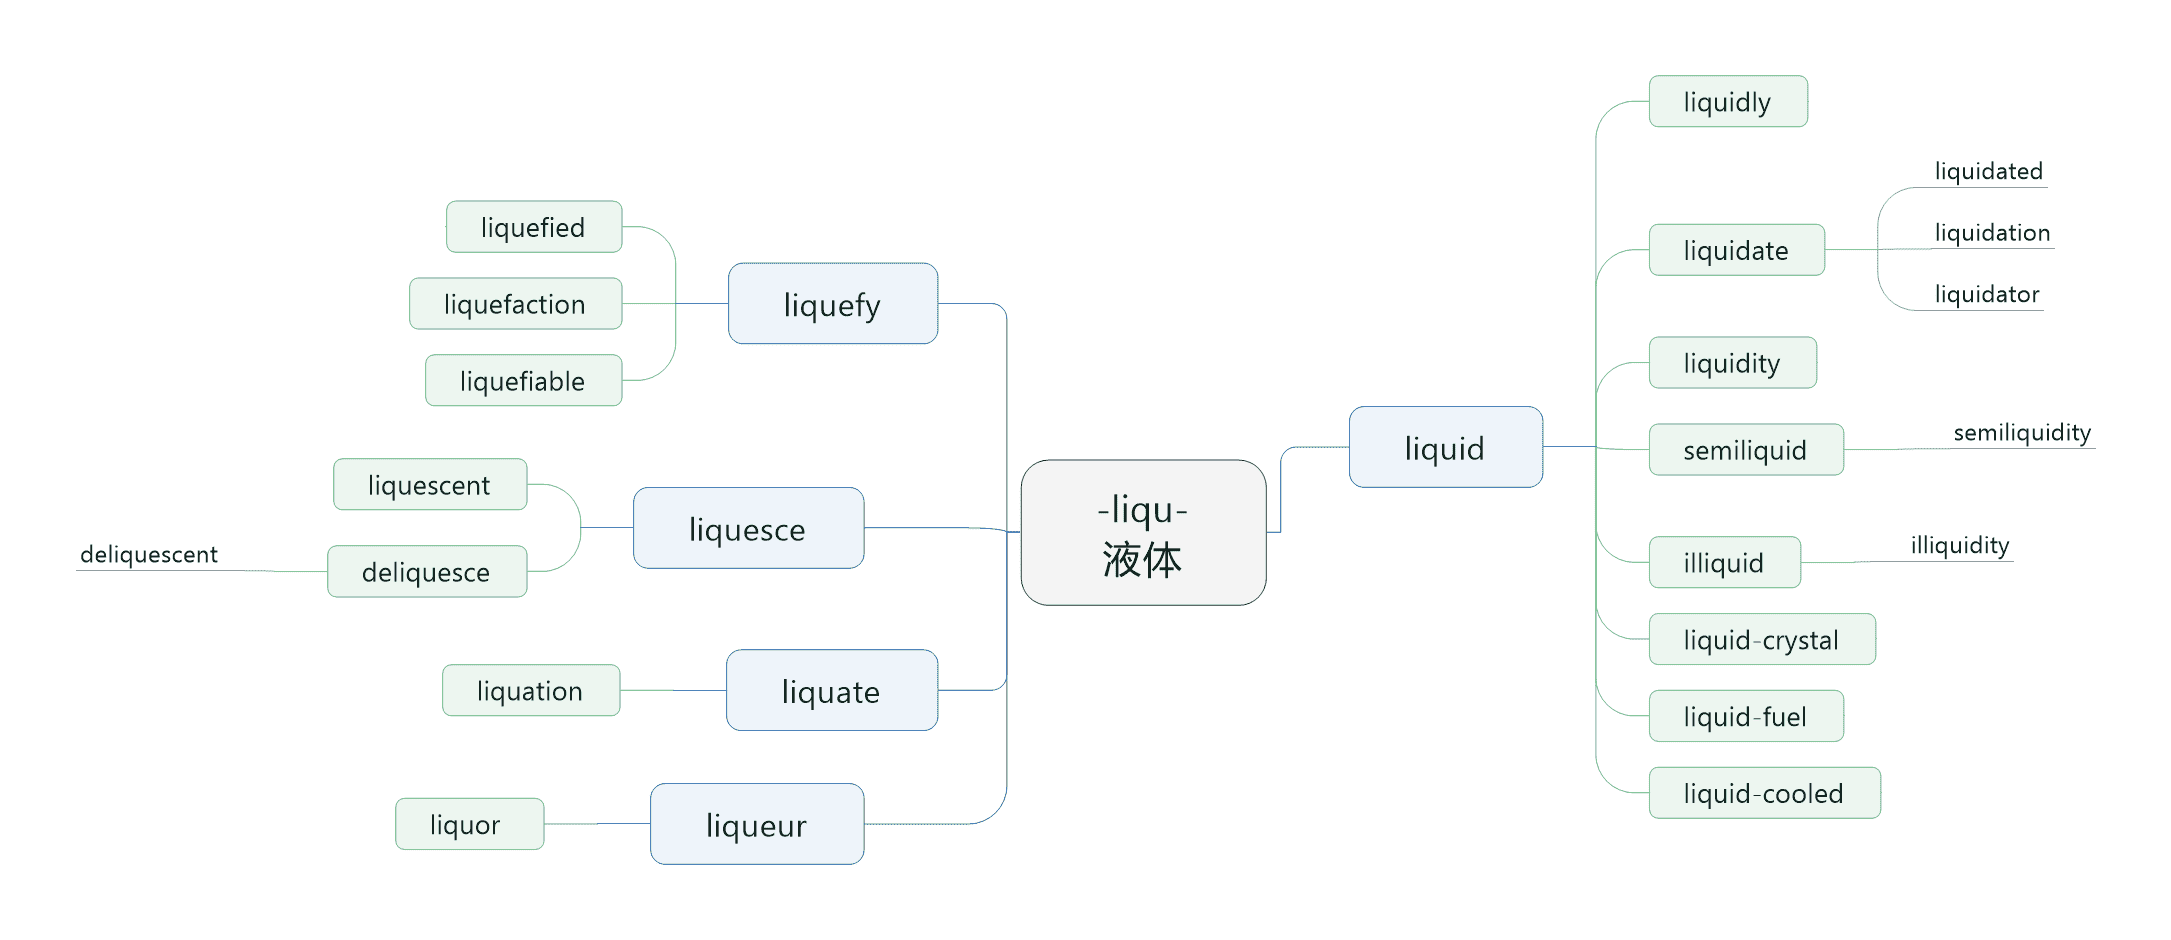 -liqu-
液体
liquefy
liquefied
liquefaction
liquefiable
liquesce
liquescent
deliquesce
deliquescent
liquate
liquation
liqueur
liquor
liquid
liquidly
liquidate
liquidated
liquidation
liquidator
liquidity
semiliquid
semiliquidity
illiquid
illiquidity
liquid-crystal
liquid-fuel
liquid-cooled